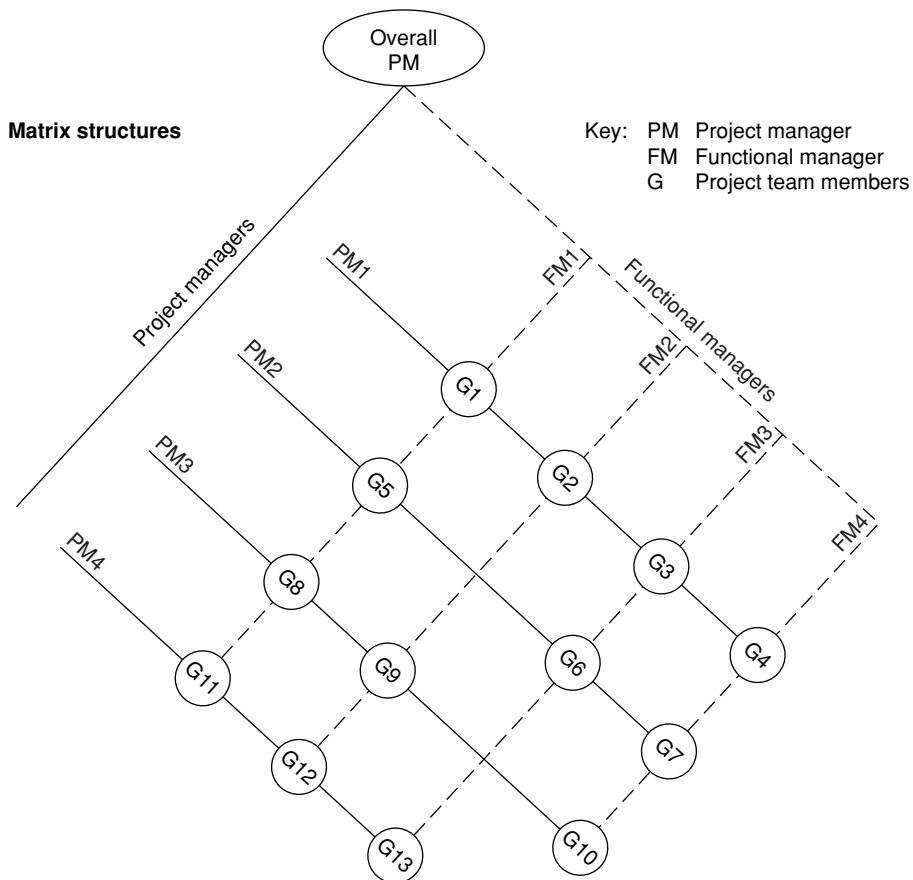 Overall
PM
Matrix structures
Key: PM Project manager
FM Functional manager
G Project team members
Project managers
Functional managers
PM1
FM1
PM2
FM2
G1
PM3
FM3
G5
G2
PM4
FM4
G8
G3
G11
G9
G6
G4
G12
G7
G13
G10